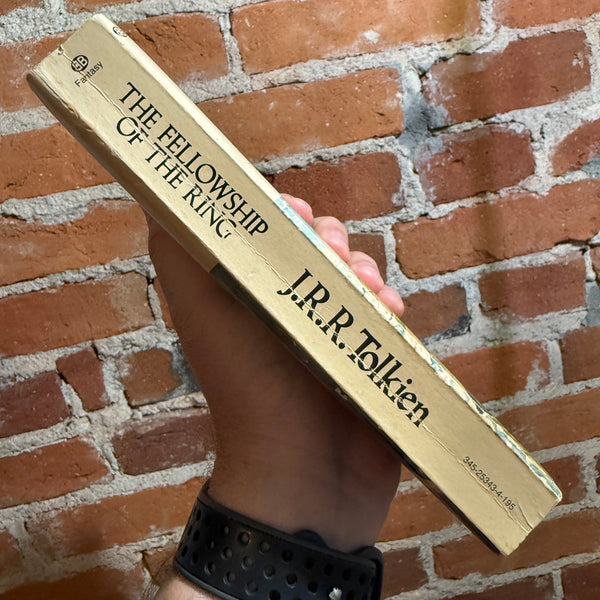 BB
Fantasy
THE FELLOWSHIP
OF THE RING
J.R.R. Tolkien
345-25343-4-195